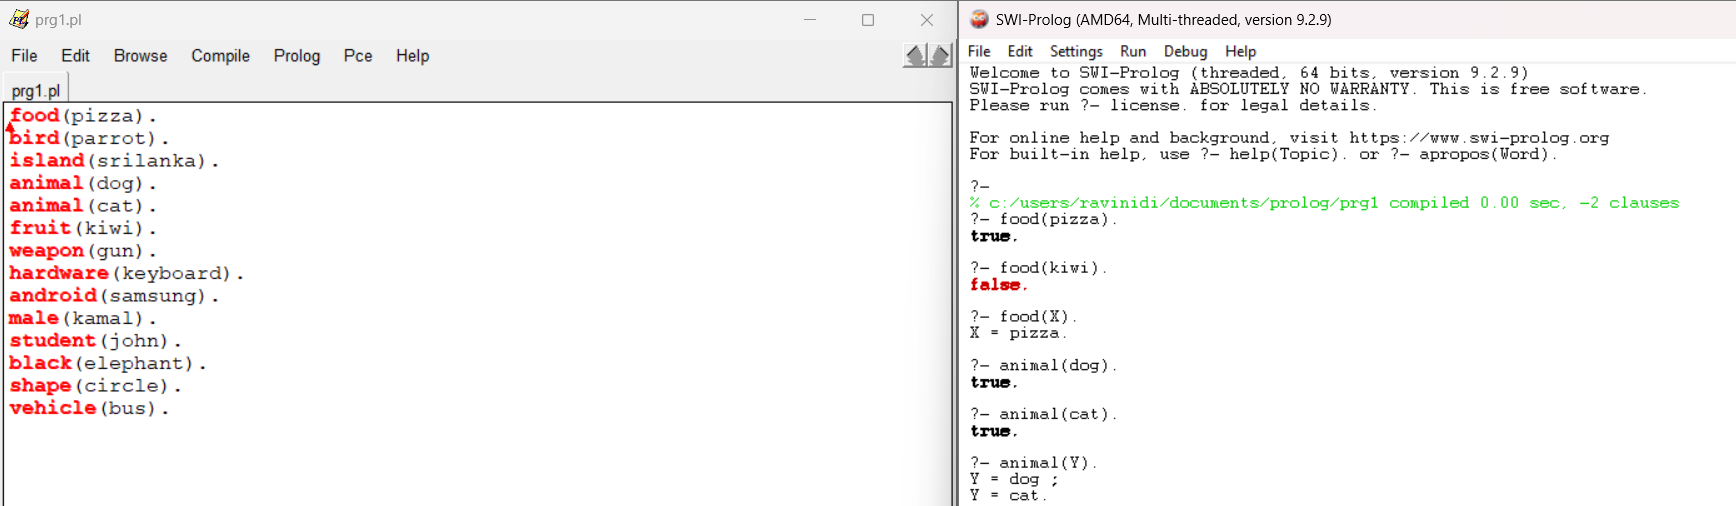 prg1.pl
File Edit Browse Compile Prolog Pce Help
prg1.pl
food(pizza).
bird(parrot).
island(srilanka).
animal(dog).
animal(cat).
fruit(kiwi).
weapon(gun).
hardware(keyboard).
android(samsung).
male(kamal).
student(john).
black(elephant).
shape(circle).
vehicle(bus).
SWI-Prolog (AMD64, Multi-threaded, version 9.2.9)
File Edit Settings Run Debug Help
Welcome to SWI-Prolog (threaded, 64 bits, version 9.2.9)
SWI-Prolog comes with ABSOLUTELY NO WARRANTY. This is free software.
Please run ?- license. for legal details.
For online help and background, visit https://www.swi-prolog.org
For built-in help, use ?- help(Topic). or ?- apropos(Word).
?-
% c:/users/ravinidi/documents/prolog/prg1 compiled 0.00 sec, -2 clauses
?- food(pizza).
true.
?- food(kiwi).
false.
?- food(X).
X = pizza.
?- animal(dog).
true.
?- animal(cat).
true.
?- animal(Y).
Y = dog ;
Y = cat.